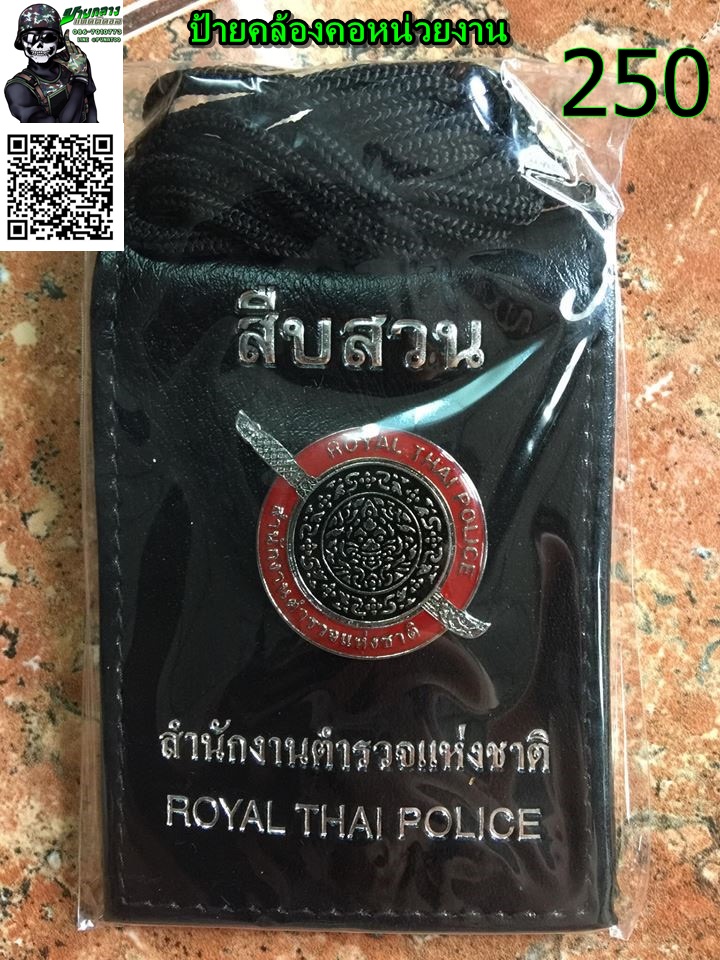 ป้ายคล้องคอหน่วยงาน
250
086-7010773
สืบสวน
ROYAL THAI POLICE
สำนักงานตำรวจแห่งชาติ
สำนักงานตำรวจแห่งชาติ
ROYAL THAI POLICE